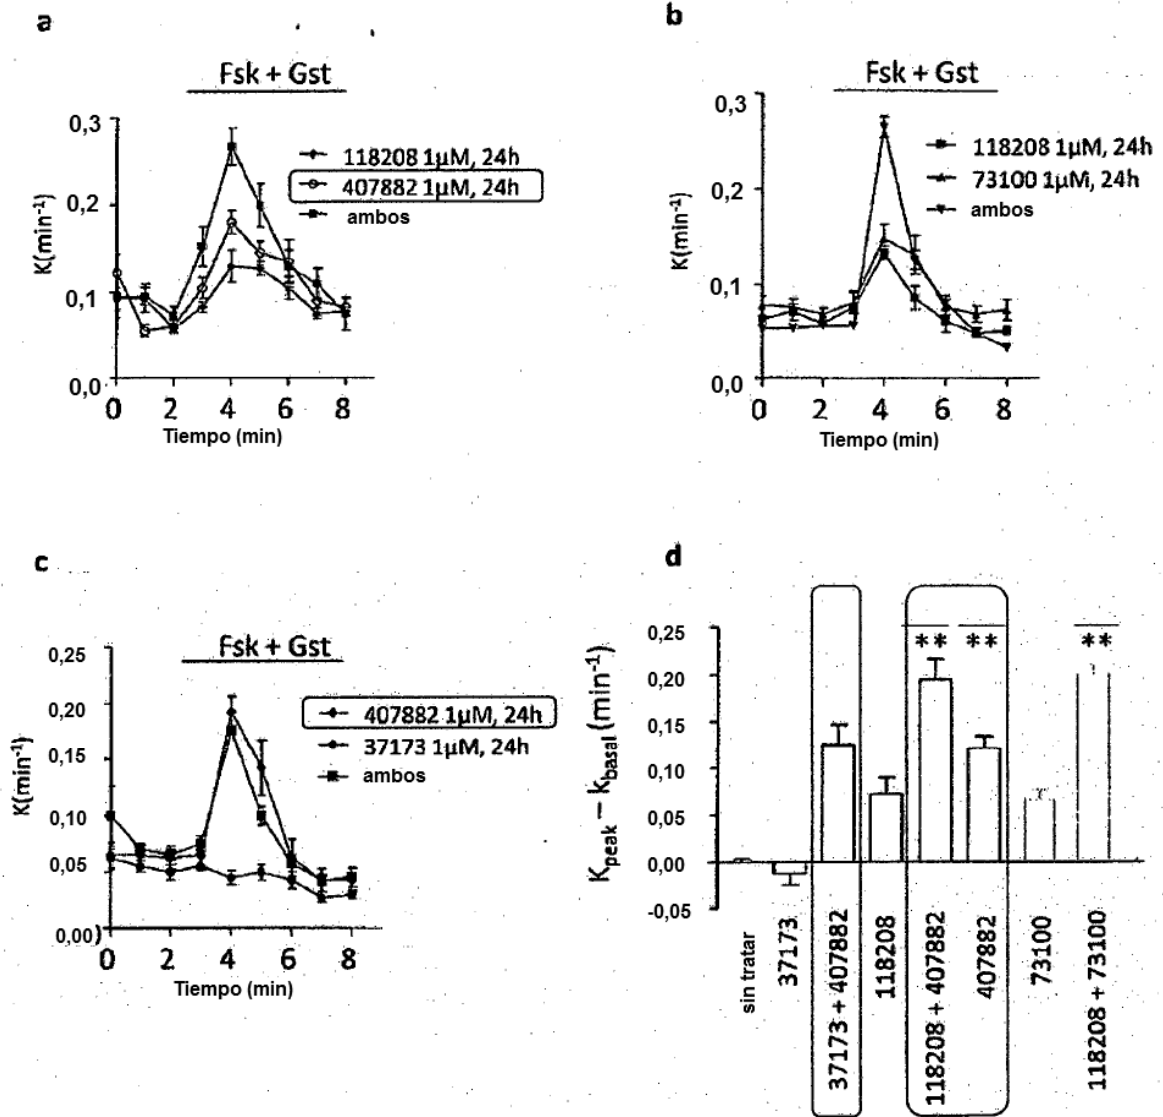 a
Fsk + Gst
0,3
0,2
0,1
0,0
K(min⁻¹)
118208 1µM, 24h
407882 1µM, 24h
ambos
0 2 4 6 8
Tiempo (min)
b
Fsk + Gst
0,3
0,2
0,1
0,0
K(min⁻¹)
118208 1µM, 24h
73100 1µM, 24h
ambos
0 2 4 6 8
Tiempo (min)
c
Fsk + Gst
0,25
0,20
0,15
0,10
0,05
0,00)
K(min⁻¹)
407882 1µM, 24h
37173 1µM, 24h
ambos
0 2 4 6 8
Tiempo (min)
d
Kpeak – kbasal (min⁻¹)
0,25
0,20
0,15
0,10
0,05
0,00
-0,05
** ** **
sin tratar
37173
37173 + 407882
118208
118208 + 407882
407882
73100
118208 + 73100